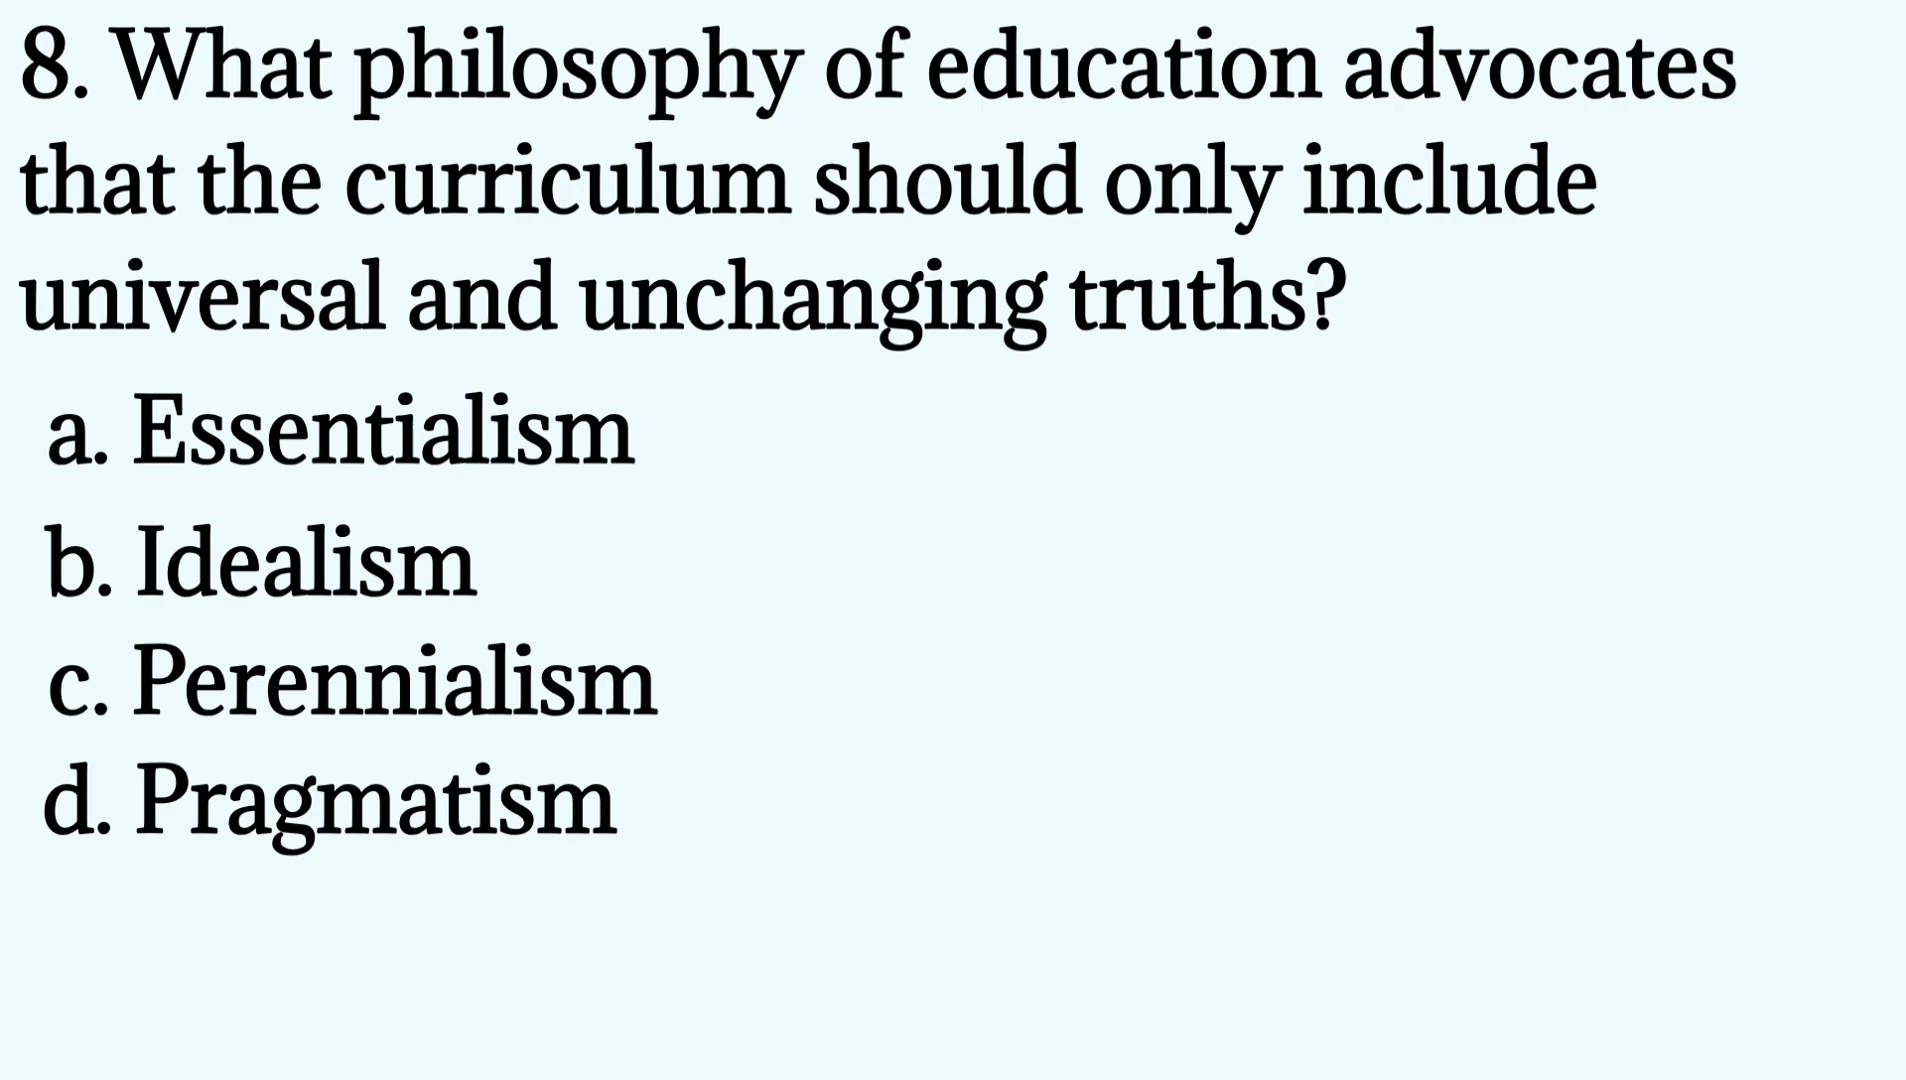 8. What philosophy of education advocates
that the curriculum should only include
universal and unchanging truths?
a. Essentialism
b. Idealism
c. Perennialism
d. Pragmatism